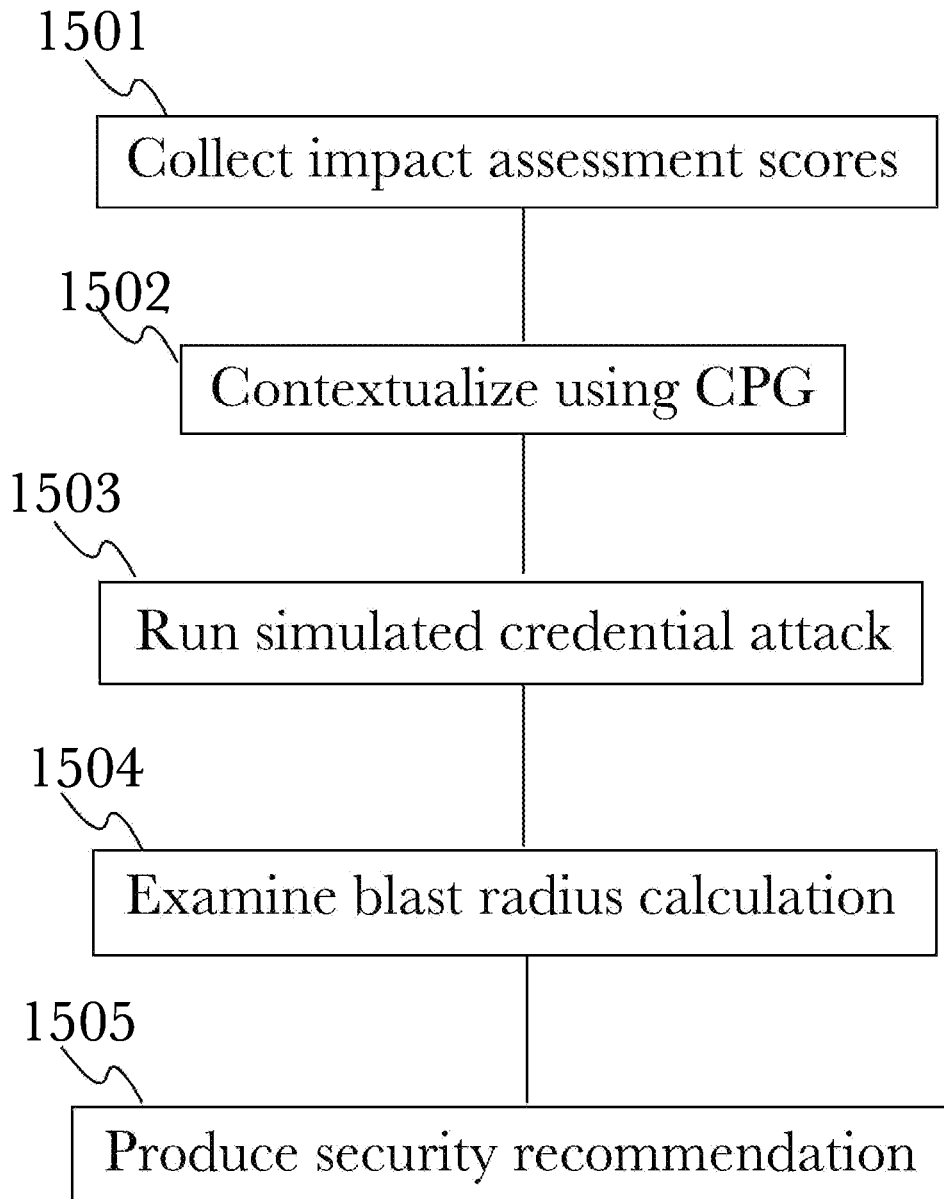 1501
Collect impact assessment scores
1502
Contextualize using CPG
1503
Run simulated credential attack
1504
Examine blast radius calculation
1505
Produce security recommendation